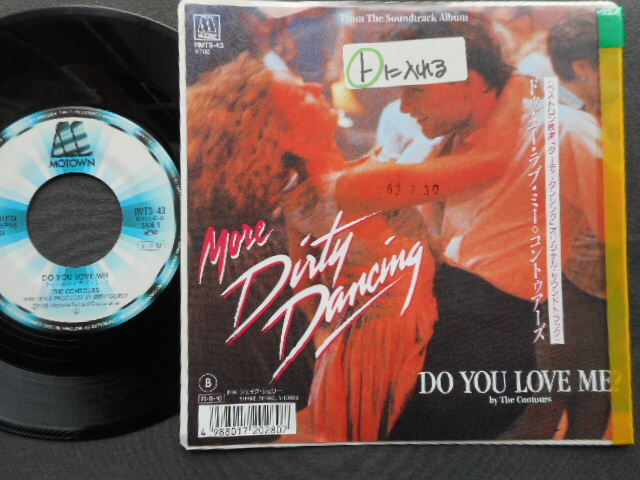 MOTOWN
RMTS-43
SIDE 1
DO YOU LOVE ME
THE CONTOURS
MOTOWN
RMTS-43
¥700
From The Soundtrack Album
トに入れる
63.7.30
ベストロン映画「ダーティ・ダンシング」オリジナル・サウンドトラック
ドゥ・ユー・ラブ・ミー◇コントゥアーズ
More
Dirty
Dancing
DO YOU LOVE ME?
by The Contours
B
シェイク・シェリー
SHAKE, SHERRIE
4 988017 202807